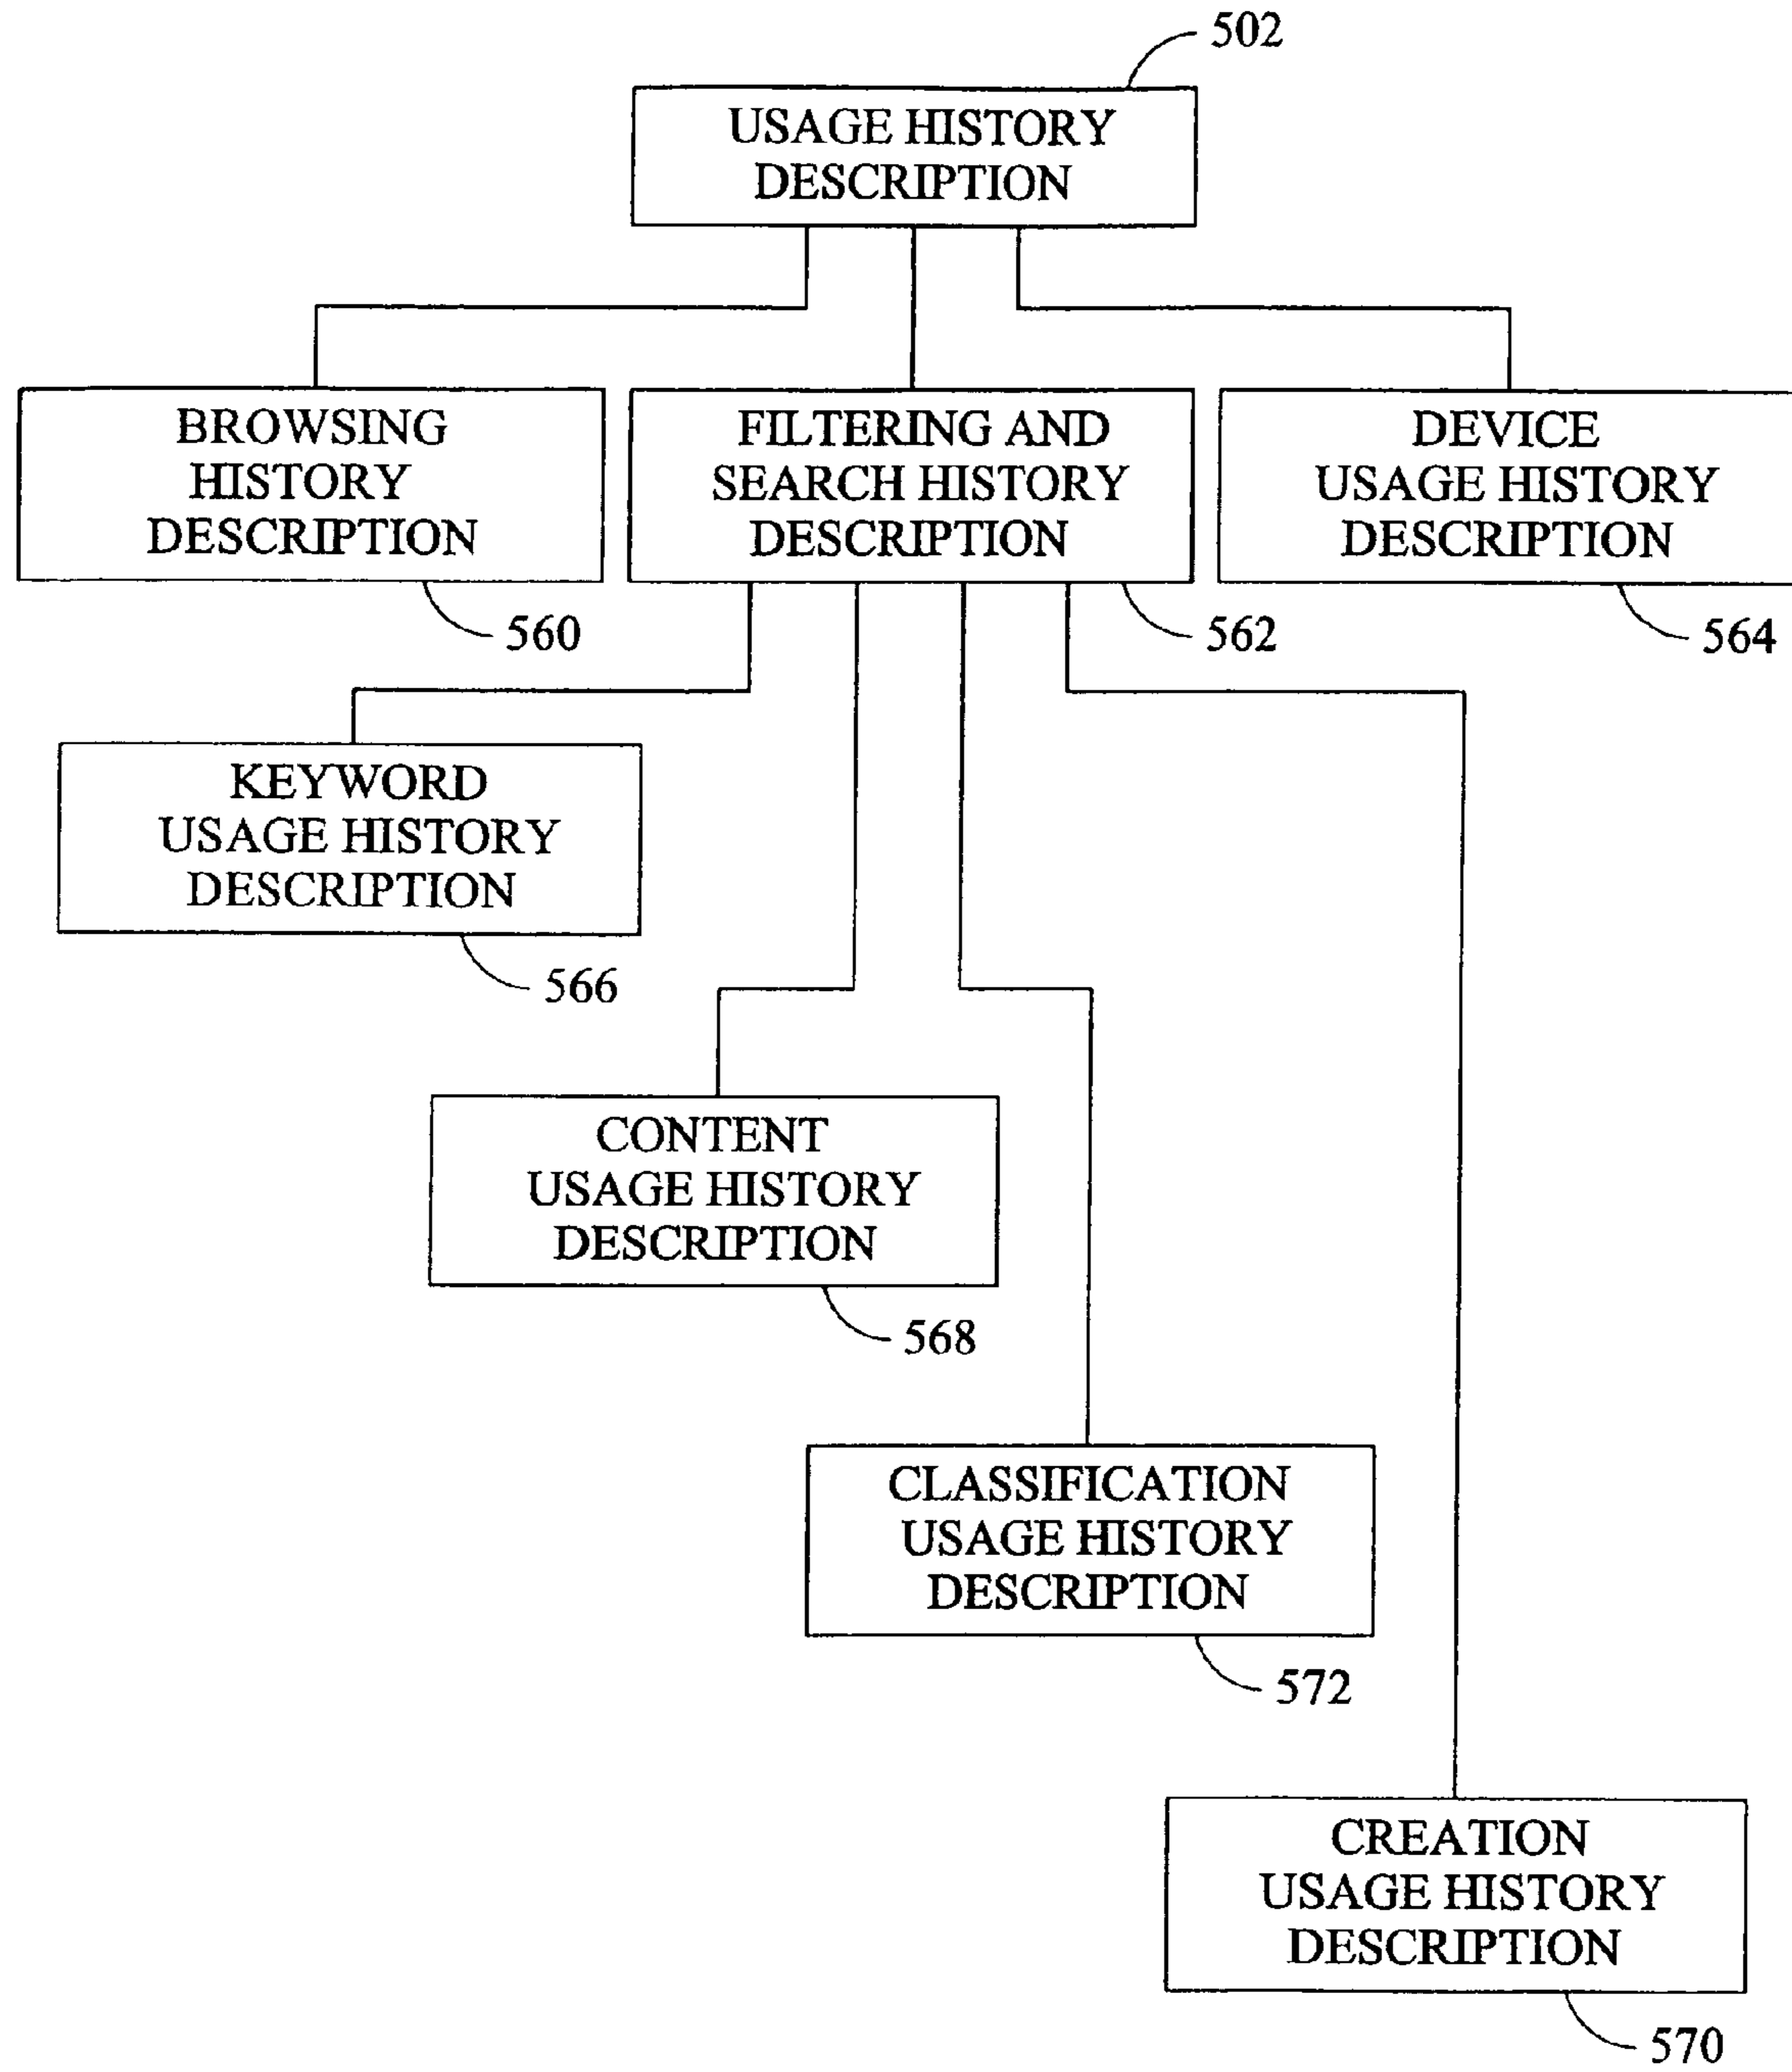 502
USAGE HISTORY
DESCRIPTION
BROWSING
HISTORY
DESCRIPTION
560
FILTERING AND
SEARCH HISTORY
DESCRIPTION
562
DEVICE
USAGE HISTORY
DESCRIPTION
564
KEYWORD
USAGE HISTORY
DESCRIPTION
566
CONTENT
USAGE HISTORY
DESCRIPTION
568
CLASSIFICATION
USAGE HISTORY
DESCRIPTION
572
CREATION
USAGE HISTORY
DESCRIPTION
570